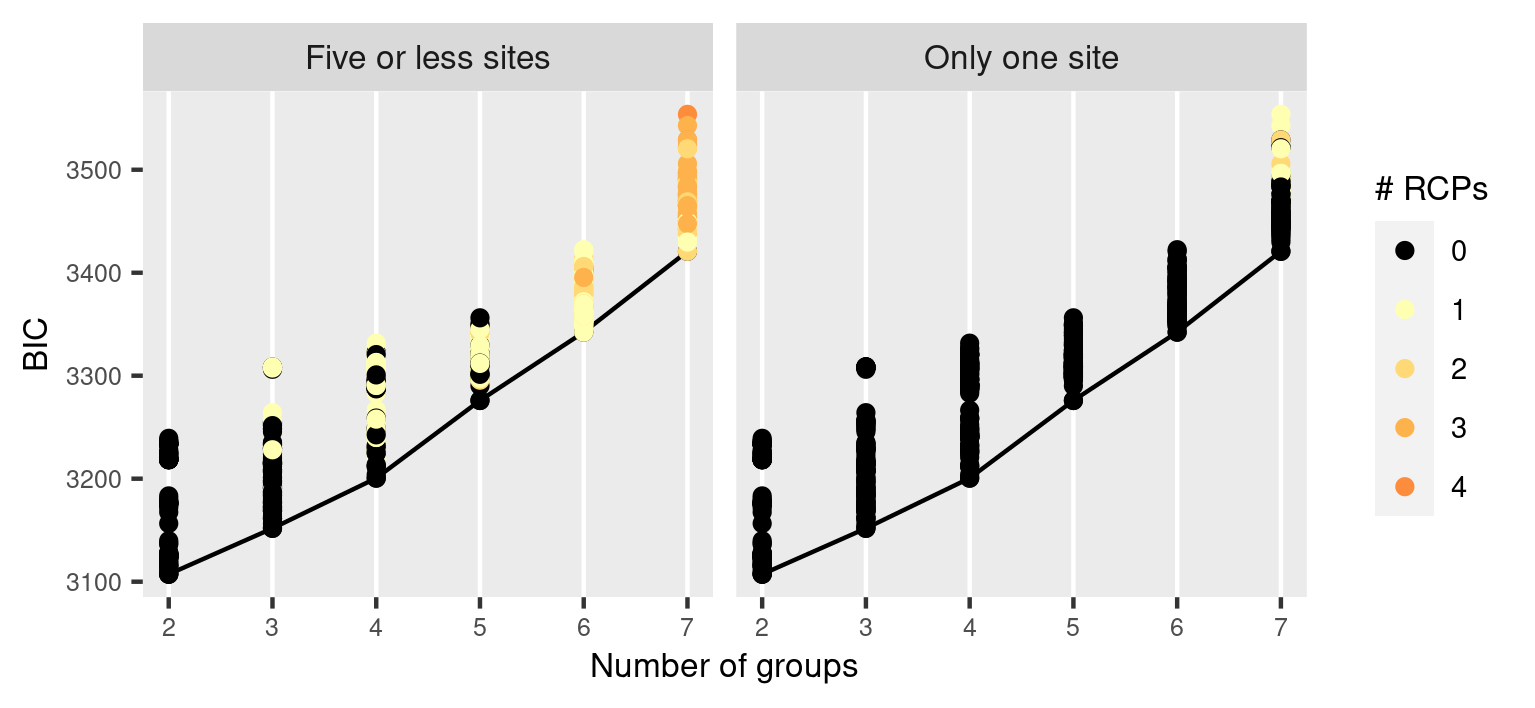 Five or less sites
Only one site
BIC
3500
3400
3300
3200
3100
2 3 4 5 6 7
2 3 4 5 6 7
Number of groups
# RCPs
0
1
2
3
4